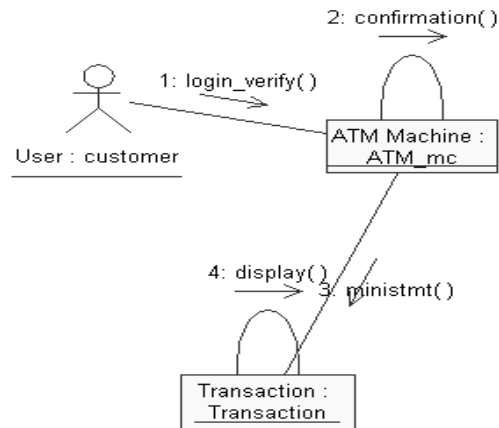 2: confirmation( )
1: login_verify( )
User : customer
ATM Machine :
ATM_mc
4: display( )
3: ministmt( )
Transaction :
Transaction